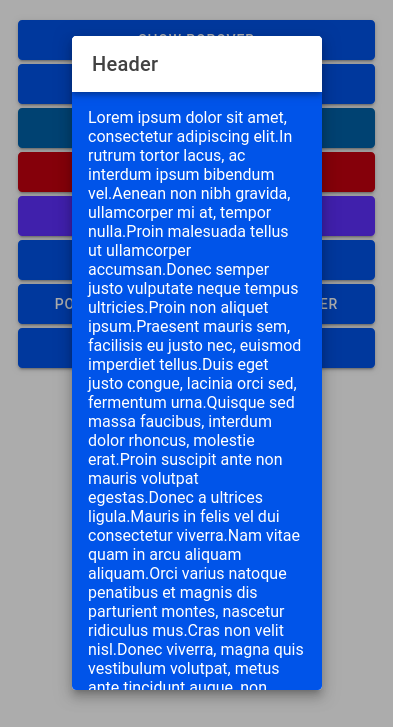 Header
Lorem ipsum dolor sit amet,
consectetur adipiscing elit.In
rutrum tortor lacus, ac
interdum ipsum bibendum
vel.Aenean non nibh gravida,
ullamcorper mi at, tempor
nulla.Proin malesuada tellus
ut ullamcorper
accumsan.Donec semper
justo vulputate neque tempus
ultricies.Proin non aliquet
ipsum.Praesent mauris sem,
facilisis eu justo nec, euismod
imperdiet tellus.Duis eget
justo congue, lacinia orci sed,
fermentum urna.Quisque sed
massa faucibus, interdum
dolor rhoncus, molestie
erat.Proin suscipit ante non
mauris volutpat
egestas.Donec a ultrices
ligula.Mauris in felis vel dui
consectetur viverra.Nam vitae
quam in arcu aliquam
aliquam.Orci varius natoque
penatibus et magnis dis
parturient montes, nascetur
ridiculus mus.Cras non velit
nisl.Donec viverra, magna quis
vestibulum volutpat, metus
ante tincidunt augue, non